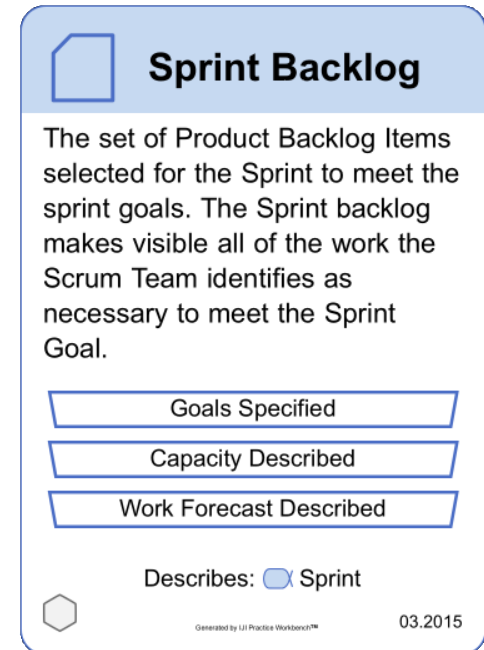 Sprint Backlog
The set of Product Backlog Items
selected for the Sprint to meet the
sprint goals. The Sprint backlog
makes visible all of the work the
Scrum Team identifies as
necessary to meet the Sprint
Goal.
Goals Specified
Capacity Described
Work Forecast Described
Describes: Sprint
Generated by IJI Practice Workbench™
03.2015